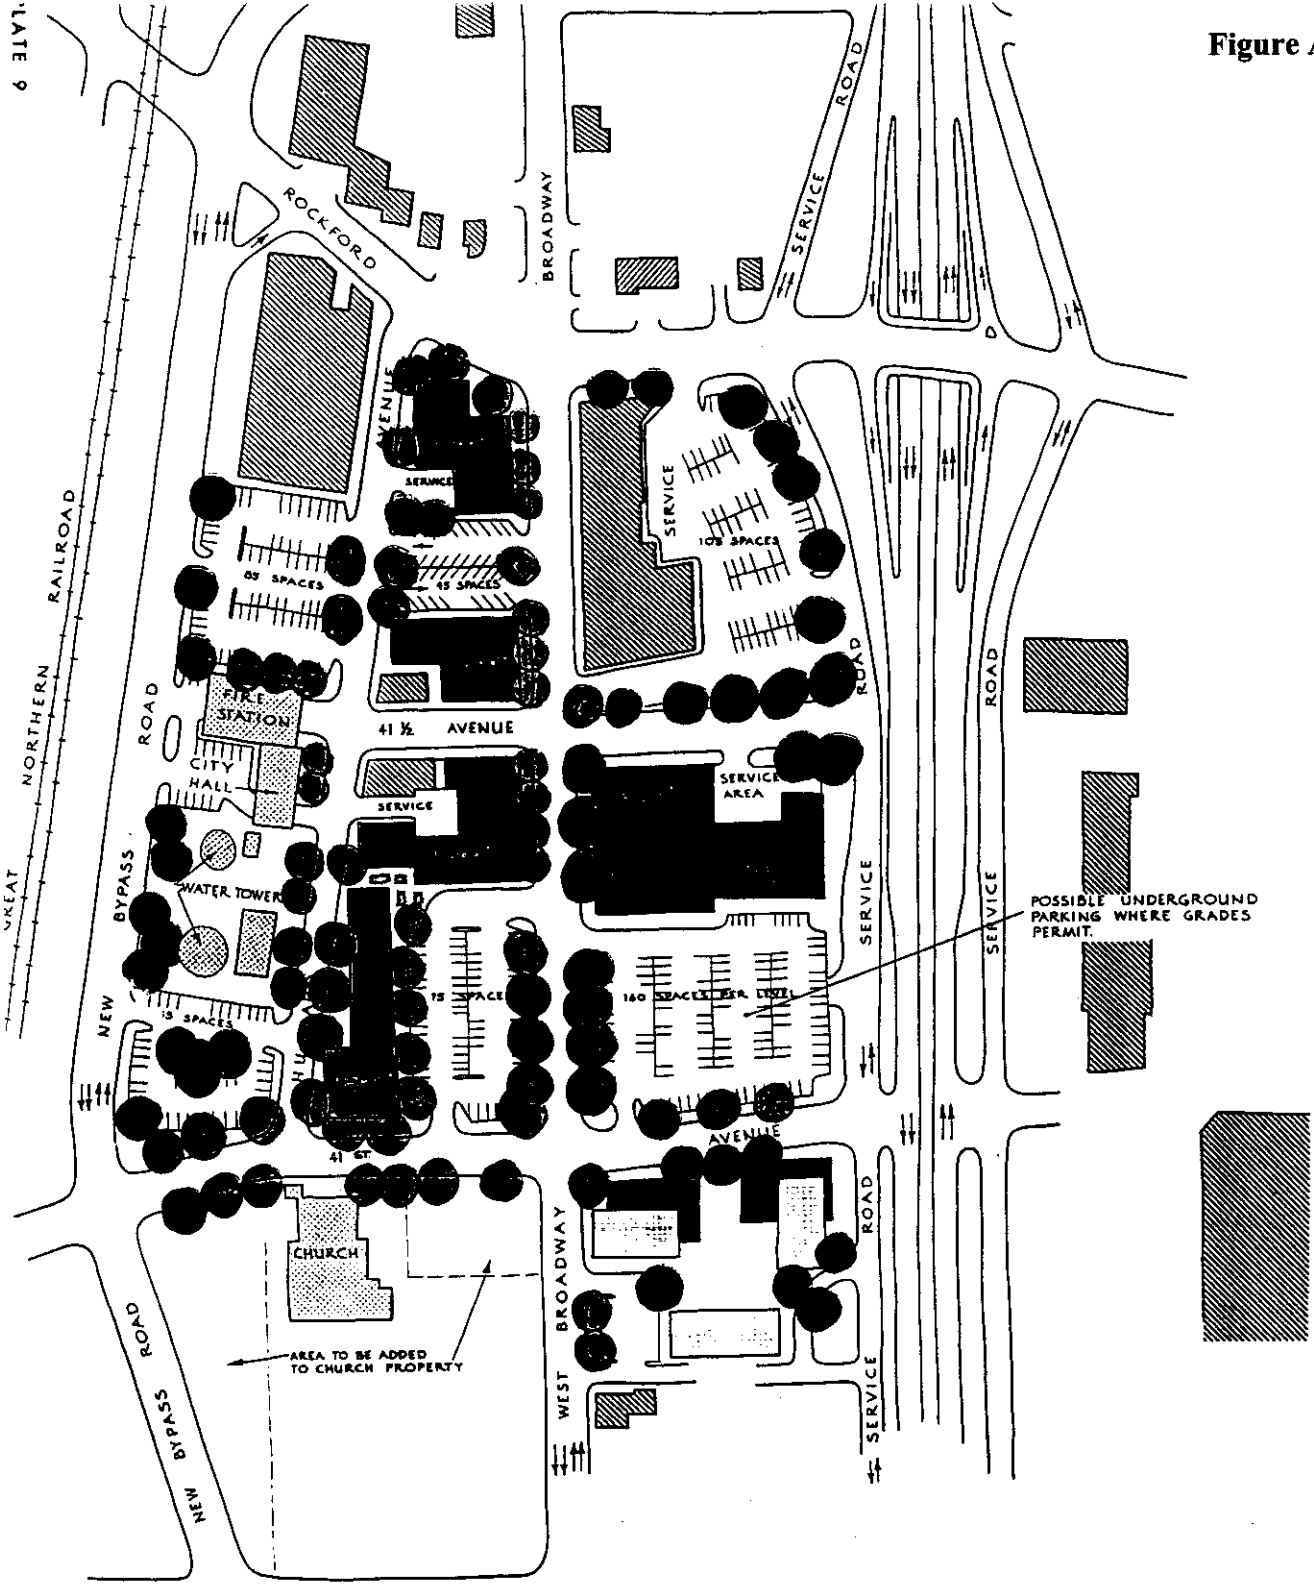 PLATE 9
Figure A
ROAD
SERVICE
ROCKFORD
BROADWAY
AVENUE
SERVICE
SERVICE
108 SPACES
85 SPACES
45 SPACES
RAILROAD
NORTHERN
GREAT
FIRE
STATION
ROAD
ROAD
ROAD
41 ½ AVENUE
CITY
HALL
SERVICE
SERVICE
AREA
WATER TOWER
BYPASS
NEW
SERVICE
SERVICE
POSSIBLE UNDERGROUND
PARKING WHERE GRADES
PERMIT.
75 SPACE
160 SPACES PER LEVEL
15 SPACES
AVENUE
41 ST.
CHURCH
ROAD
WEST BROADWAY
AREA TO BE ADDED
TO CHURCH PROPERTY
NEW BYPASS ROAD
SERVICE